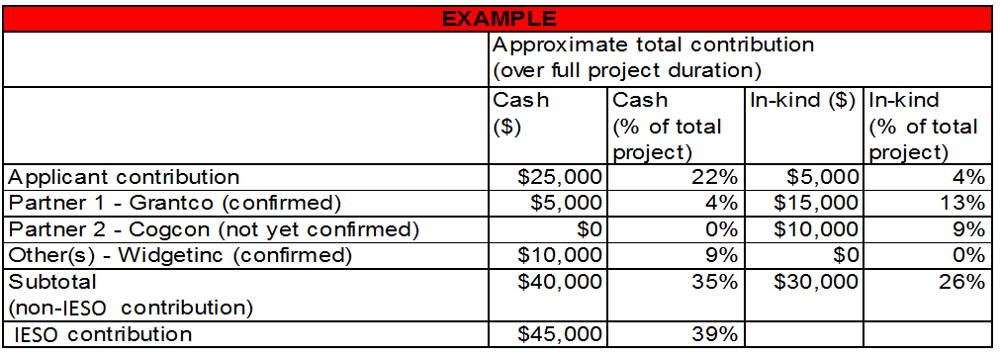 EXAMPLE
Approximate total contribution
(over full project duration)
Cash ($) Cash (% of total project) In-kind ($) In-kind (% of total project)
Applicant contribution $25,000 22% $5,000 4%
Partner 1 - Grantco (confirmed) $5,000 4% $15,000 13%
Partner 2 - Cogcon (not yet confirmed) $0 0% $10,000 9%
Other(s) - Widgetinc (confirmed) $10,000 9% $0 0%
Subtotal $40,000 35% $30,000 26%
(non-IESO contribution)
IESO contribution $45,000 39%